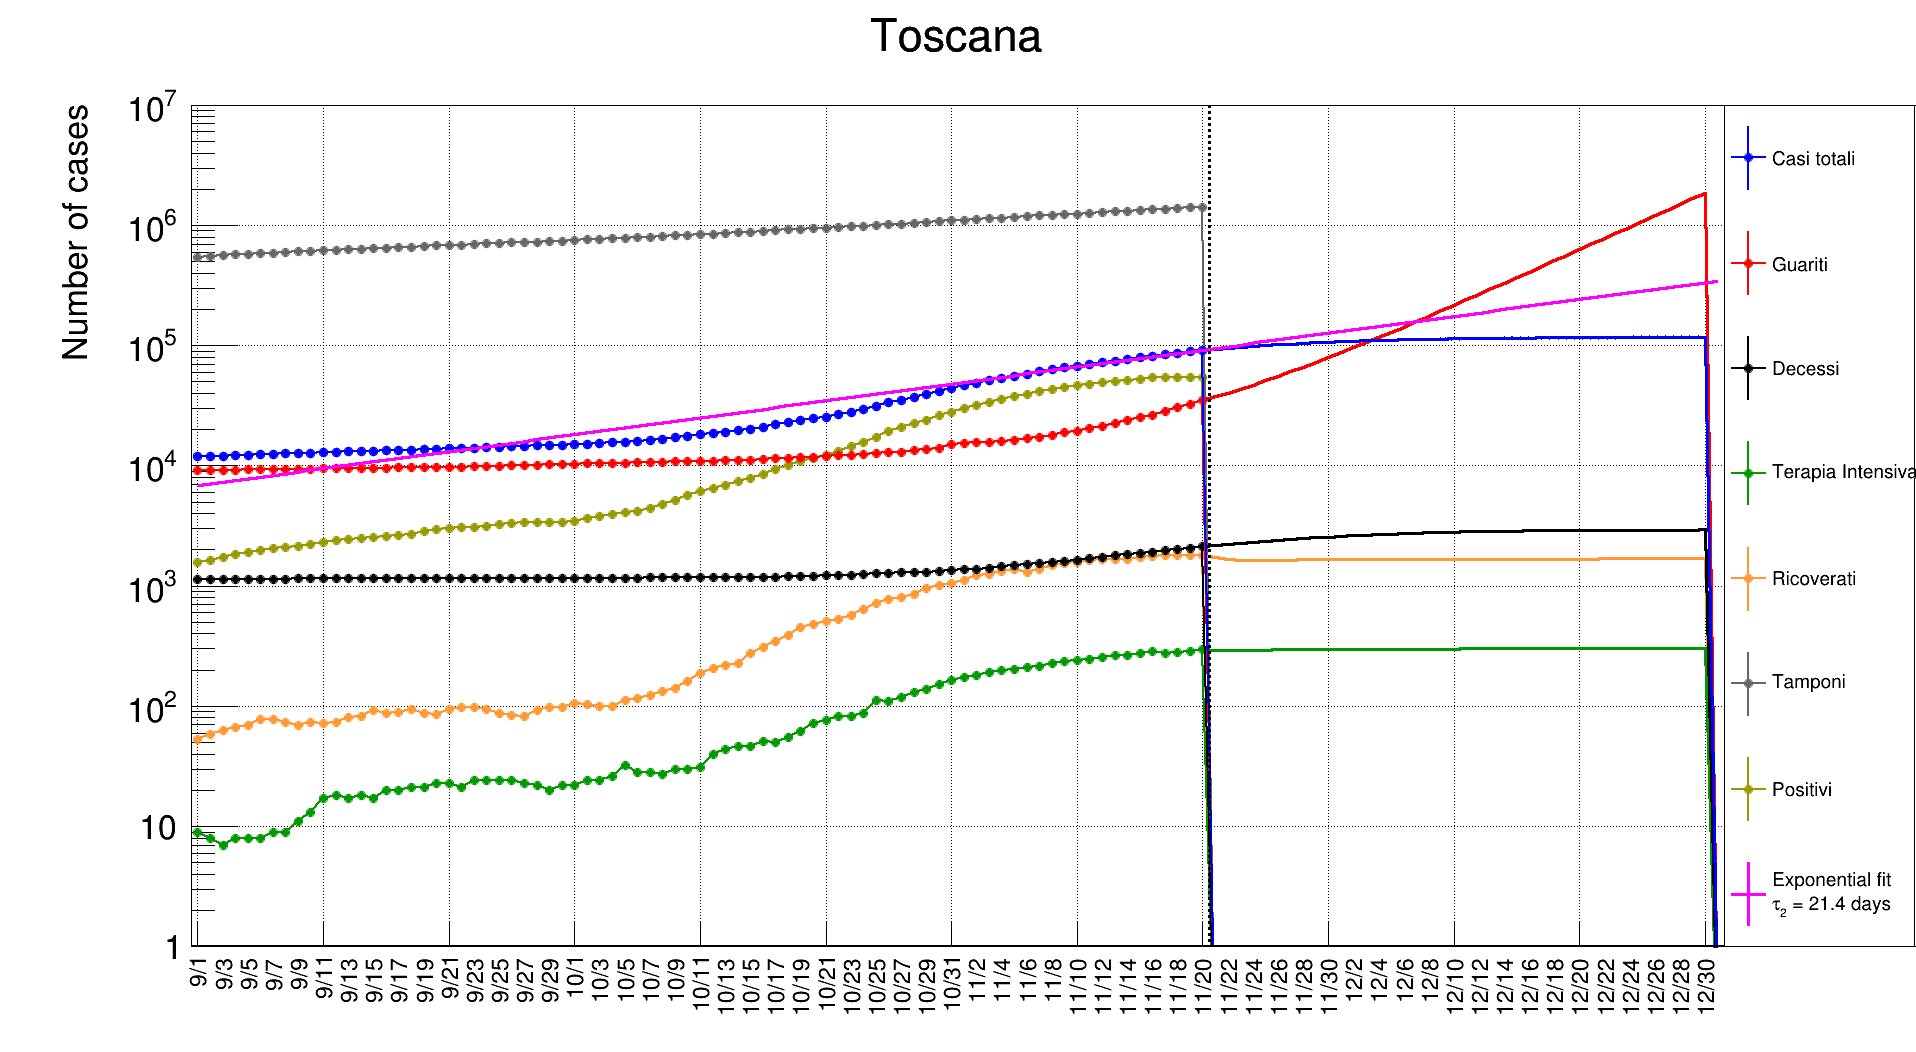 Toscana
Number of cases
10^7
10^6
10^5
10^4
10^3
10^2
10
1
9/1 9/3 9/5 9/7 9/9 9/11 9/13 9/15 9/17 9/19 9/21 9/23 9/25 9/27 9/29 10/1 10/3 10/5 10/7 10/9 10/11 10/13 10/15 10/17 10/19 10/21 10/23 10/25 10/27 10/29 10/31 11/2 11/4 11/6 11/8 11/10 11/12 11/14 11/16 11/18 11/20 11/22 11/24 11/26 11/28 11/30 12/2 12/4 12/6 12/8 12/10 12/12 12/14 12/16 12/18 12/20 12/22 12/24 12/26 12/28 12/30
Casi totali
Guariti
Decessi
Terapia Intensiva
Ricoverati
Tamponi
Positivi
Exponential fit
τ_2 = 21.4 days